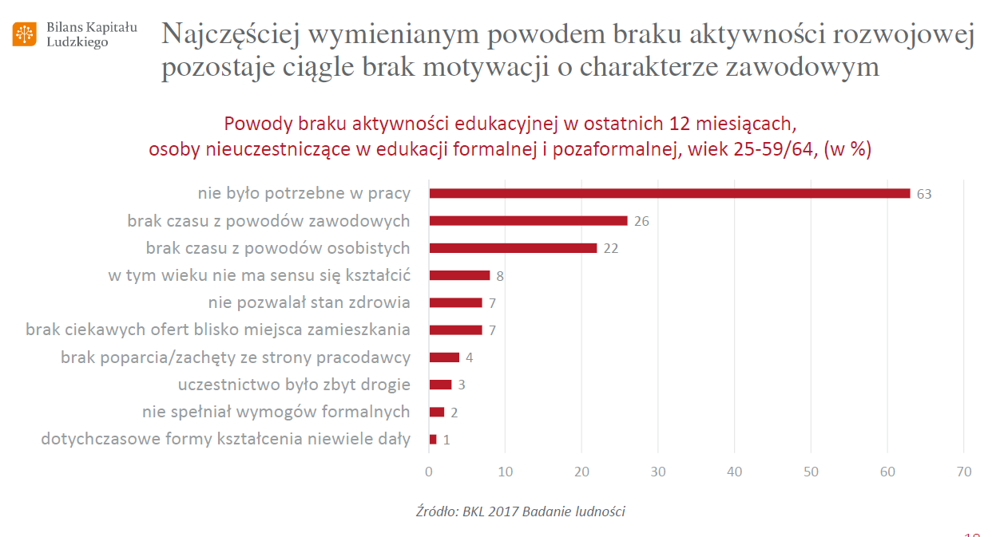 Bilans Kapitału
Ludzkiego
Najczęściej wymienianym powodem braku aktywności rozwojowej
pozostaje ciągle brak motywacji o charakterze zawodowym
Powody braku aktywności edukacyjnej w ostatnich 12 miesiącach,
osoby nieuczestniczące w edukacji formalnej i pozaformalnej, wiek 25-59/64, (w %)
nie było potrzebne w pracy 63
brak czasu z powodów zawodowych 26
brak czasu z powodów osobistych 22
w tym wieku nie ma sensu się kształcić 8
nie pozwalał stan zdrowia 7
brak ciekawych ofert blisko miejsca zamieszkania 7
brak poparcia/zachęty ze strony pracodawcy 4
uczestnictwo było zbyt drogie 3
nie spełniał wymogów formalnych 2
dotychczasowe formy kształcenia niewiele dały 1
0 10 20 30 40 50 60 70
Źródło: BKL 2017 Badanie ludności